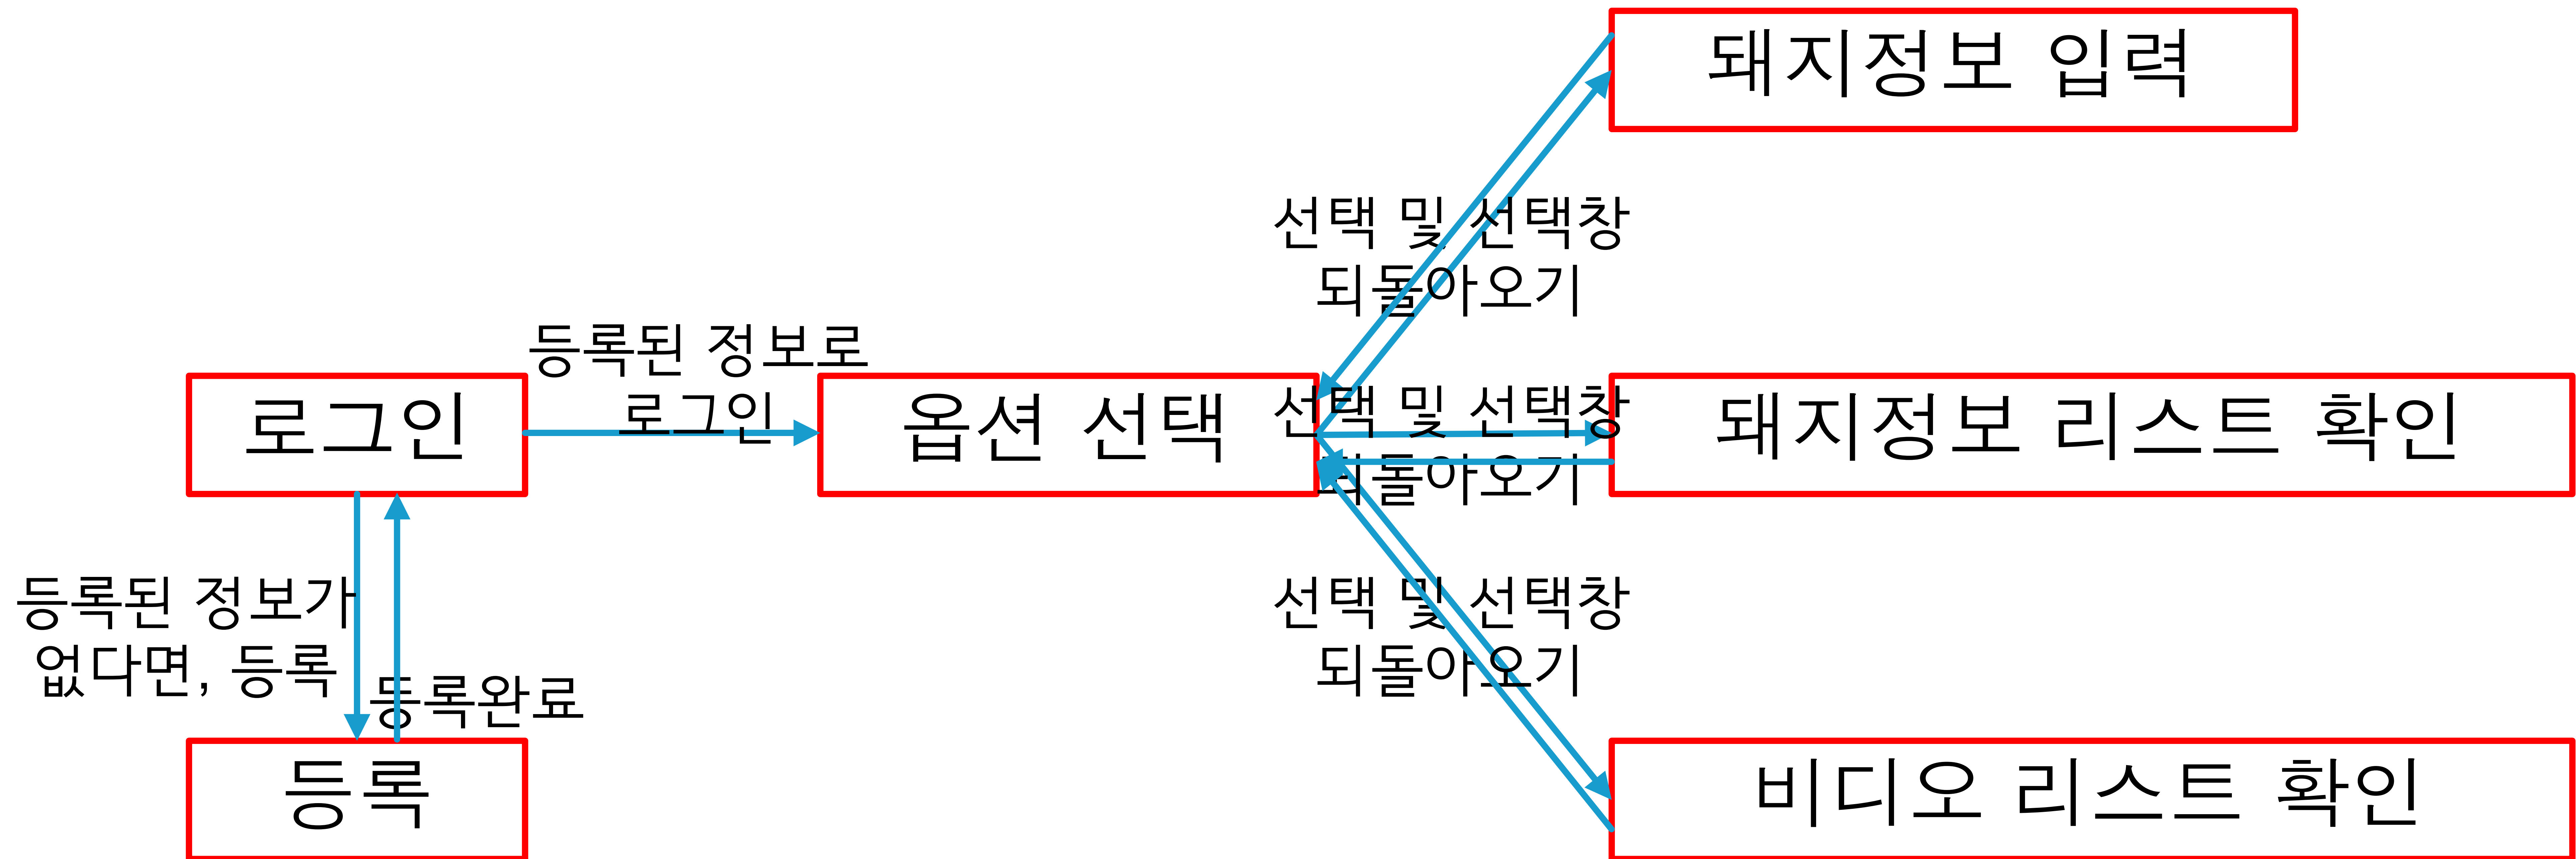 돼지정보 입력
선택 및 선택창
되돌아오기
등록된 정보로
로그인
로그인
옵션 선택
선택 및 선택창
되돌아오기
돼지정보 리스트 확인
등록된 정보가
없다면, 등록
등록완료
선택 및 선택창
되돌아오기
등록
비디오 리스트 확인